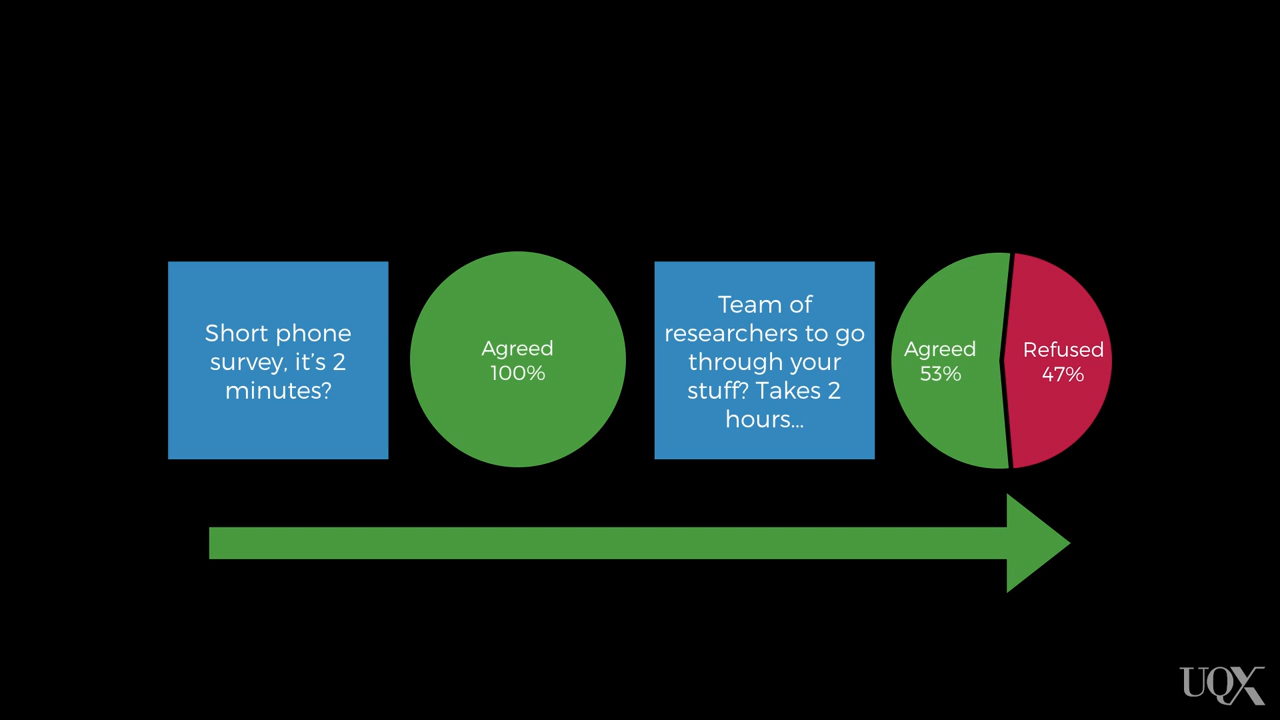 Short phone
survey, it's 2
minutes?
Agreed
100%
Team of
researchers to go
through your
stuff? Takes 2
hours...
Agreed
53%
Refused
47%
UQX